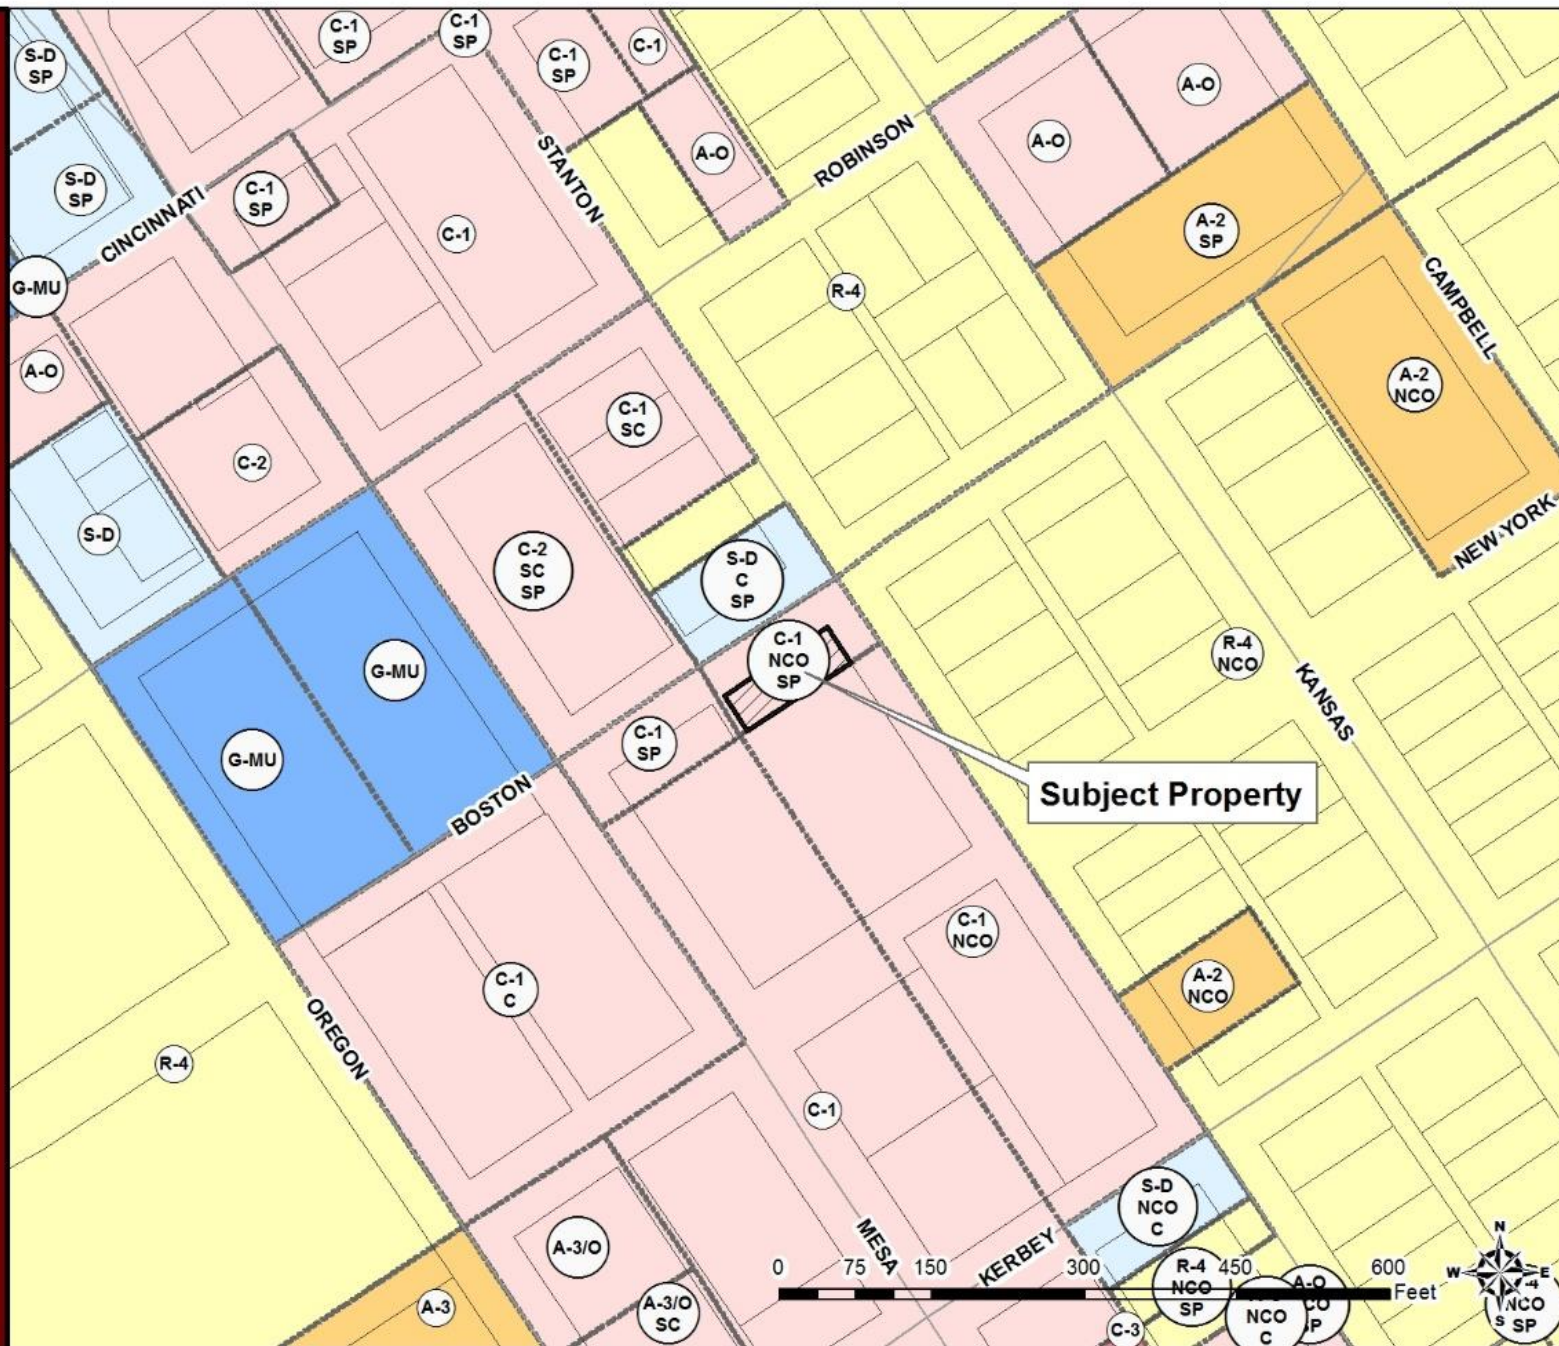 C-1
SP
C-1
SP
C-1
SP
C-1
S-D
SP
A-O
A-O
A-O
STANTON
ROBINSON
S-D
SP
C-1
SP
CINCINNATI
C-1
A-2
SP
G-MU
R-4
CAMPBELL
A-O
A-2
NCO
C-1
SC
C-2
S-D
NEW YORK
C-2
SC
SP
S-D
C
SP
C-1
NCO
SP
R-4
NCO
G-MU
KANSAS
G-MU
C-1
SP
Subject Property
BOSTON
C-1
NCO
C-1
C
A-2
NCO
OREGON
R-4
C-1
S-D
NCO
C
MESA
KERBEY
A-3/O
A-3
A-3/O
SC
0 75 150 300 450 600
Feet
R-4
NCO
SP
A-O
CO
SP
NCO
C
C-3
N
W E
S
-4
NCO
SP